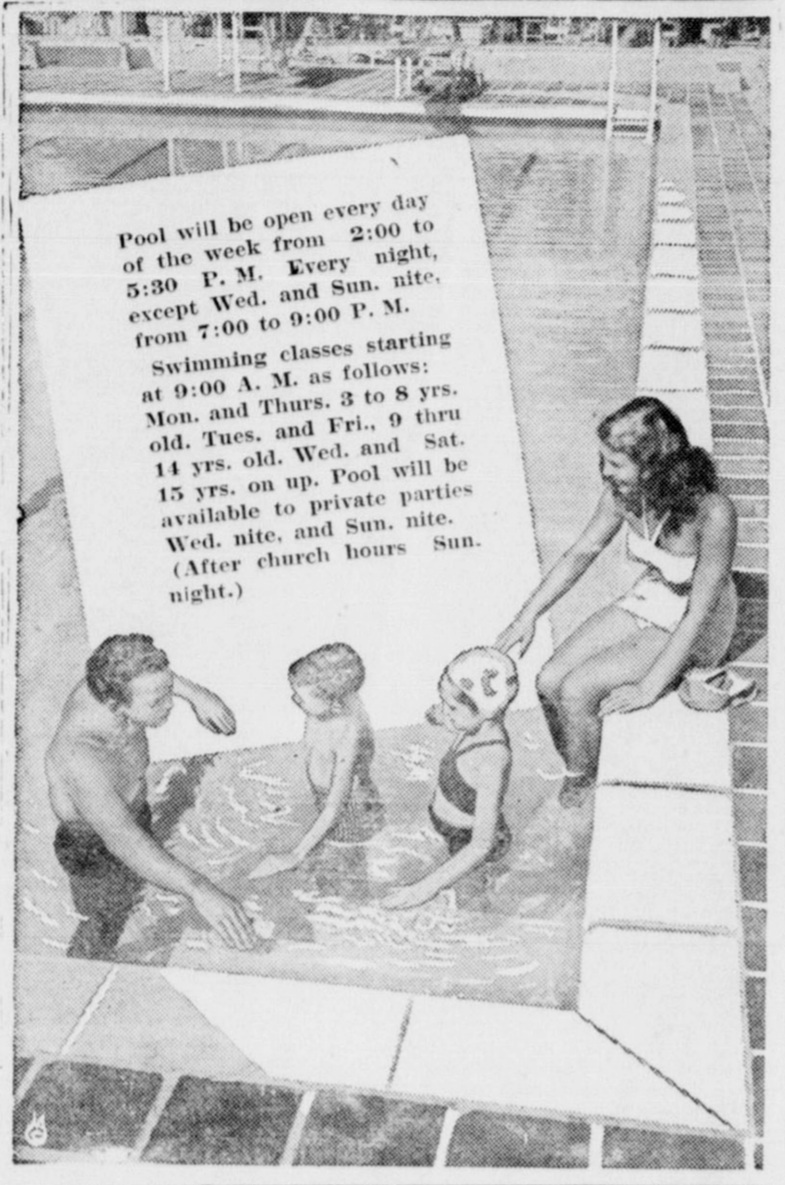 Pool will be open every day
of the week from 2:00 to
5:30 P. M. Every night,
except Wed. and Sun. nite,
from 7:00 to 9:00 P. M.
Swimming classes starting
at 9:00 A. M. as follows:
Mon. and Thurs. 3 to 8 yrs.
old. Tues. and Fri., 9 thru
14 yrs. old. Wed. and Sat.
15 yrs. on up. Pool will be
available to private parties
Wed. nite, and Sun. nite.
(After church hours Sun.
night.)